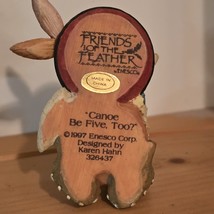 FRIENDS
OF THE
FEATHER
by ENESCO
MADE IN
CHINA
"Canoe
Be Five, Too?"
©1997 Enesco Corp.
Designed by
Karen Hahn
326437